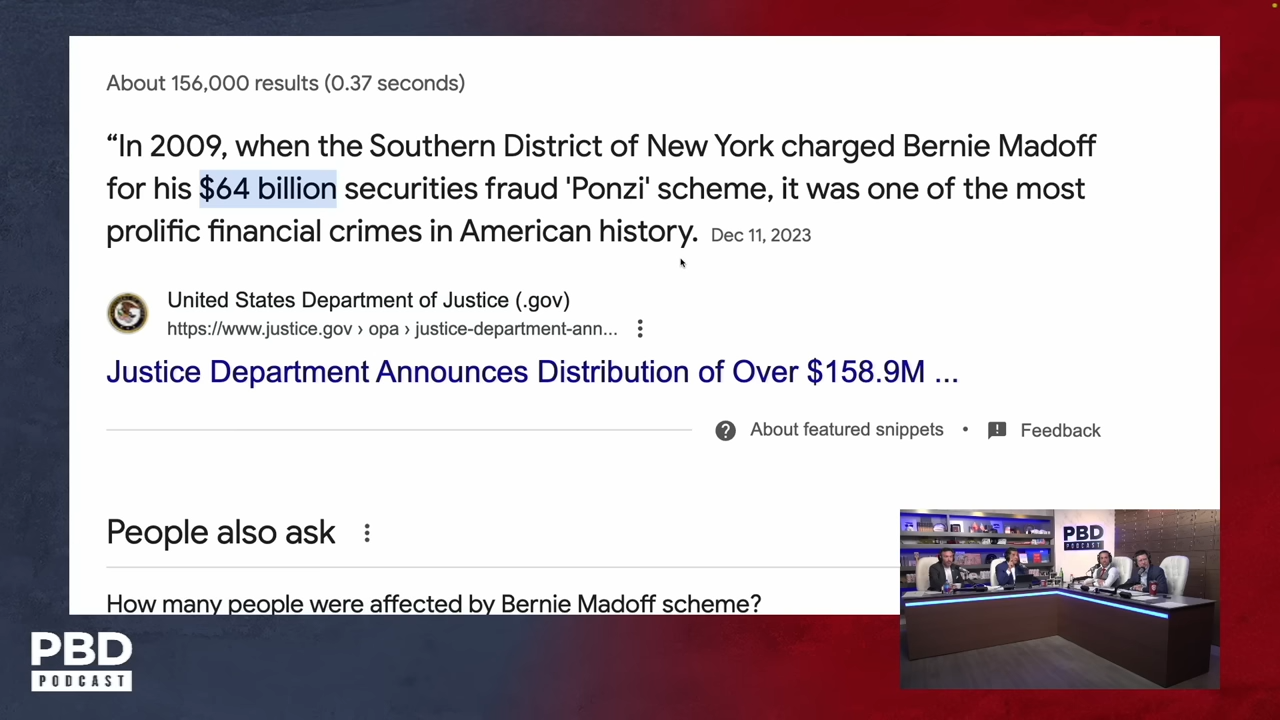 About 156,000 results (0.37 seconds)
“In 2009, when the Southern District of New York charged Bernie Madoff
for his $64 billion securities fraud 'Ponzi' scheme, it was one of the most
prolific financial crimes in American history. Dec 11, 2023
United States Department of Justice (.gov)
https://www.justice.gov › opa › justice-department-ann...
Justice Department Announces Distribution of Over $158.9M ...
About featured snippets • Feedback
People also ask
How many people were affected by Bernie Madoff scheme?
PBD
PODCAST
PBD
PODCAST